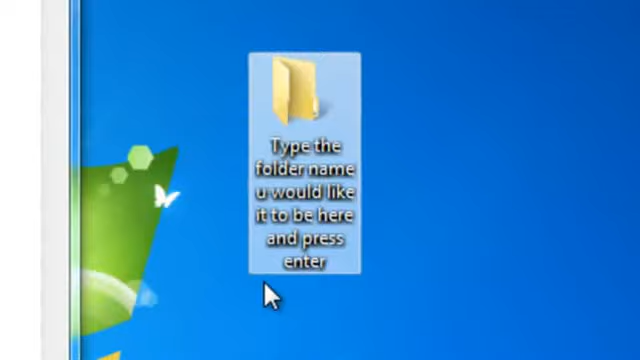 Type the
folder name
u would like
it to be here
and press
enter